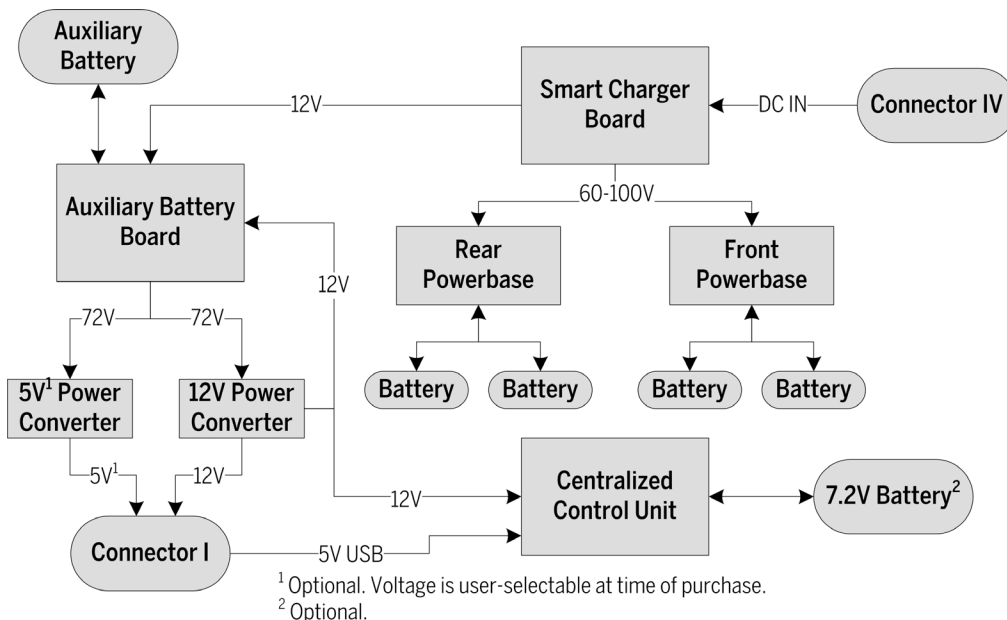 Auxiliary
Battery
12V
Smart Charger
Board
DC IN
Connector IV
Auxiliary Battery
Board
60-100V
Rear
Powerbase
Front
Powerbase
12V
72V
72V
Battery
Battery
Battery
Battery
5V¹ Power
Converter
12V Power
Converter
5V¹
12V
12V
Centralized
Control Unit
7.2V Battery²
Connector I
5V USB
¹ Optional. Voltage is user-selectable at time of purchase.
² Optional.